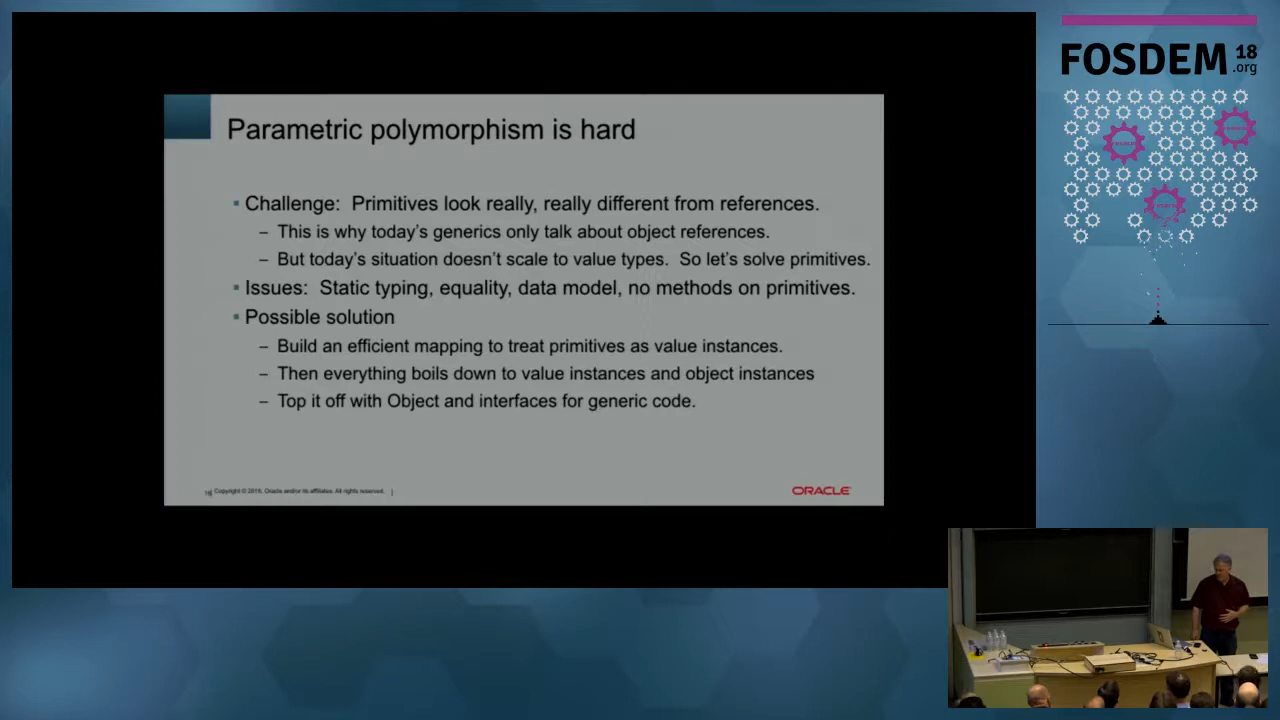 FOSDEM 18
.org
Parametric polymorphism is hard
▪ Challenge: Primitives look really, really different from references.
– This is why today's generics only talk about object references.
– But today's situation doesn't scale to value types. So let's solve primitives.
▪ Issues: Static typing, equality, data model, no methods on primitives.
▪ Possible solution
– Build an efficient mapping to treat primitives as value instances.
– Then everything boils down to value instances and object instances
– Top it off with Object and interfaces for generic code.
Copyright © 2016, Oracle and/or its affiliates. All rights reserved. |
ORACLE